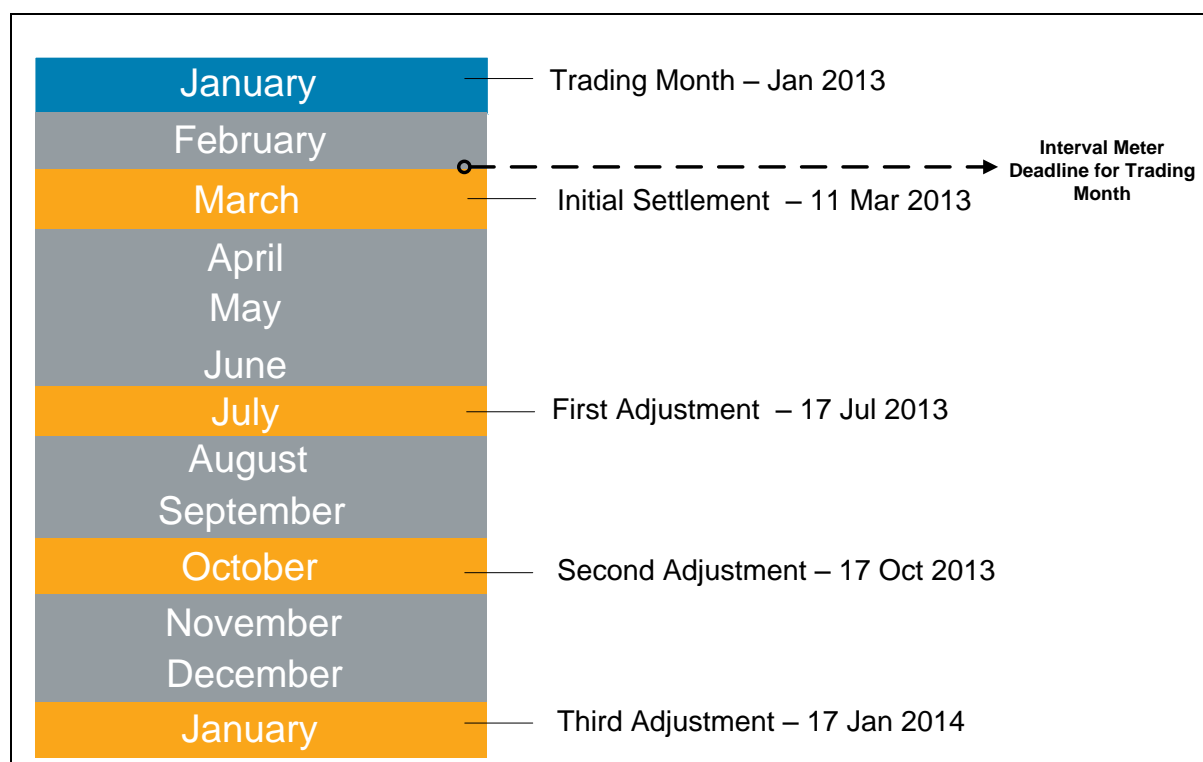 January
Trading Month – Jan 2013
February
Interval Meter
Deadline for Trading
Month
March
Initial Settlement – 11 Mar 2013
April
May
June
July
First Adjustment – 17 Jul 2013
August
September
October
Second Adjustment – 17 Oct 2013
November
December
January
Third Adjustment – 17 Jan 2014